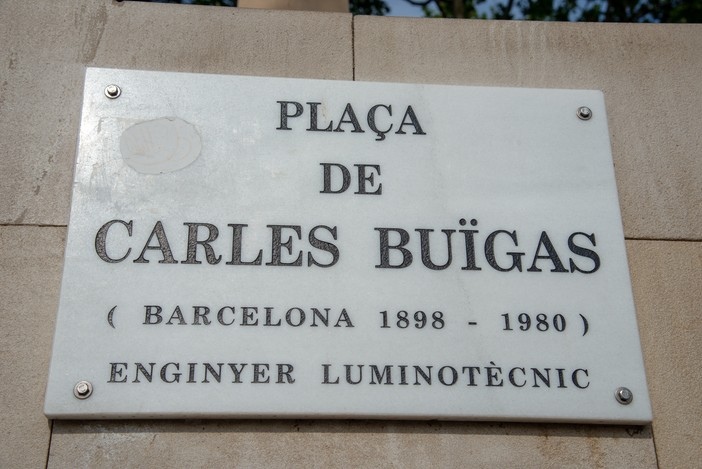 PLAÇA
DE
CARLES BUÏGAS
( BARCELONA 1898 - 1980 )
ENGINYER LUMINOTÈCNIC